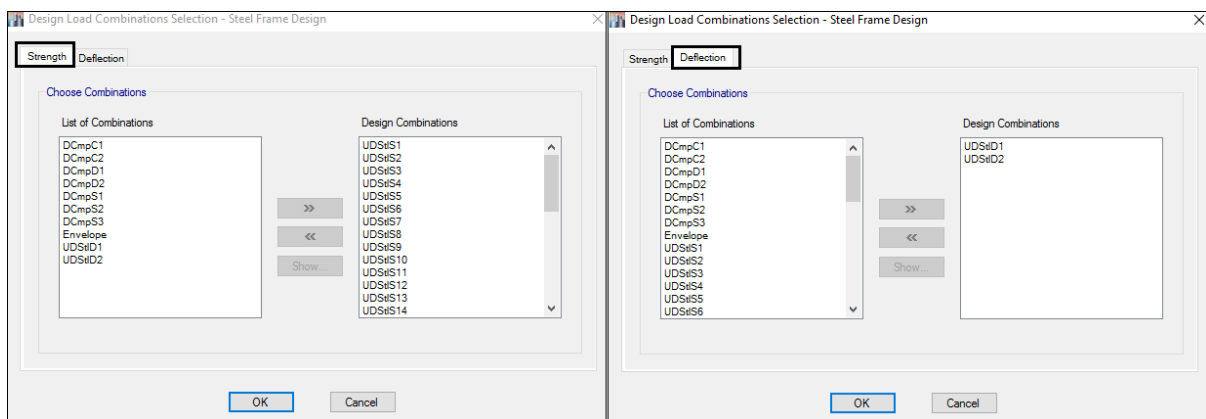 Design Load Combinations Selection - Steel Frame Design
Strength Deflection
Choose Combinations
List of Combinations
DCmpC1
DCmpC2
DCmpD1
DCmpD2
DCmpS1
DCmpS2
DCmpS3
Envelope
UDStlD1
UDStlD2
>>
<<
Show...
Design Combinations
UDStlS1
UDStlS2
UDStlS3
UDStlS4
UDStlS5
UDStlS6
UDStlS7
UDStlS8
UDStlS9
UDStlS10
UDStlS11
UDStlS12
UDStlS13
UDStlS14
OK Cancel
Design Load Combinations Selection - Steel Frame Design
Strength Deflection
Choose Combinations
List of Combinations
DCmpC1
DCmpC2
DCmpD1
DCmpD2
DCmpS1
DCmpS2
DCmpS3
Envelope
UDStlS1
UDStlS2
UDStlS3
UDStlS4
UDStlS5
UDStlS6
>>
<<
Show...
Design Combinations
UDStlD1
UDStlD2
OK Cancel